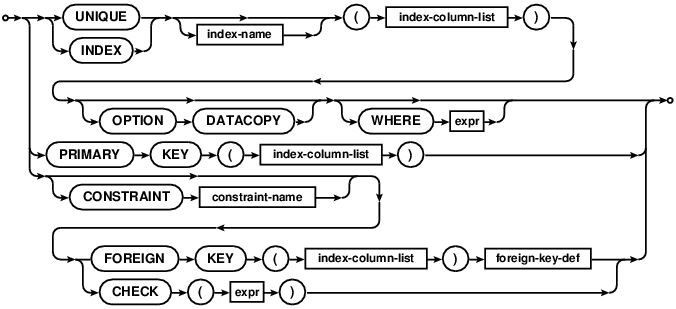 UNIQUE ( index-column-list )
INDEX index-name
OPTION DATACOPY WHERE expr
PRIMARY KEY ( index-column-list )
CONSTRAINT constraint-name
FOREIGN KEY ( index-column-list ) foreign-key-def
CHECK ( expr )